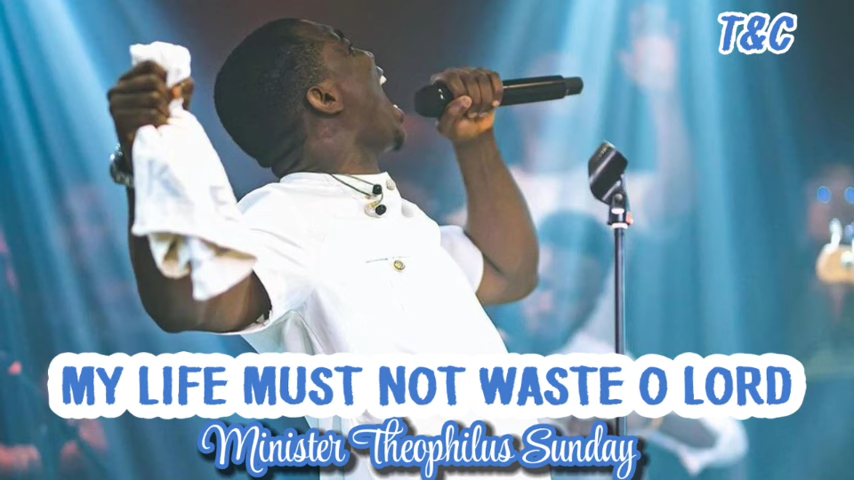 T&C
MY LIFE MUST NOT WASTE O LORD
Minister Theophilus Sunday